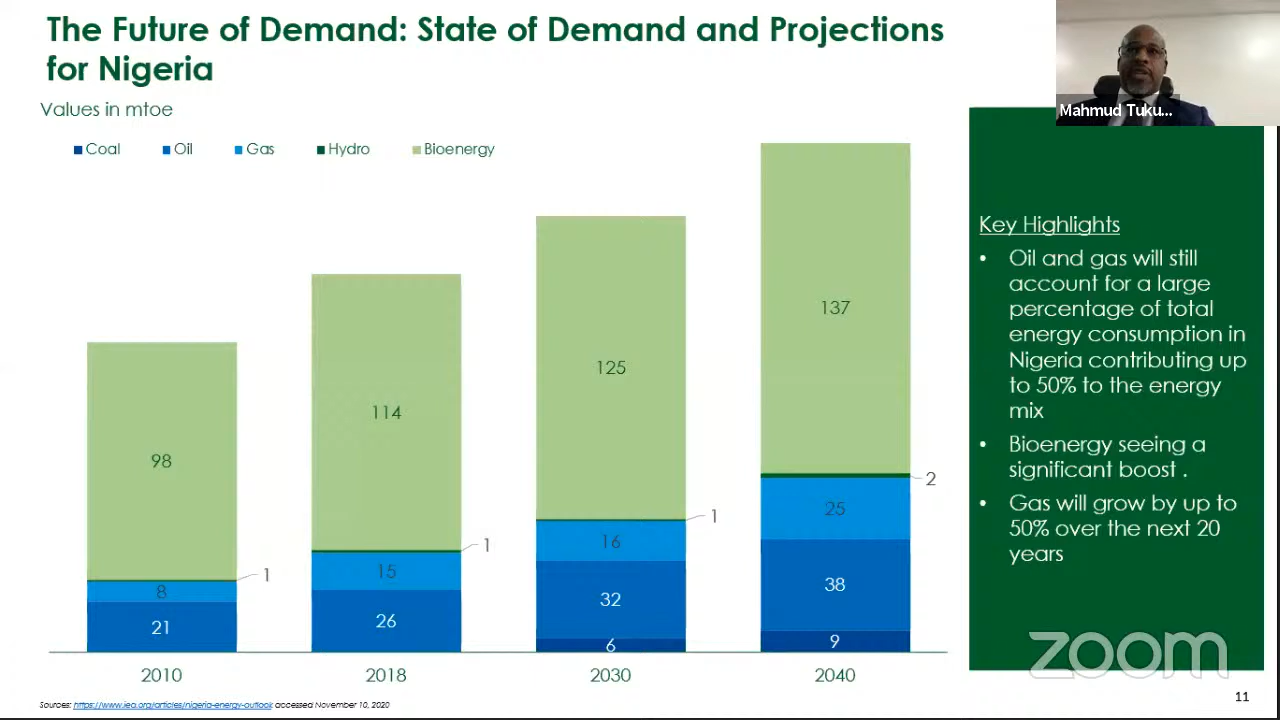 The Future of Demand: State of Demand and Projections
for Nigeria
Values in mtoe
Coal Oil Gas Hydro Bioenergy
98
1
8
21
2010
114
1
15
26
2018
125
1
16
32
6
2030
137
2
25
38
9
2040
Mahmud Tuku...
Key Highlights
• Oil and gas will still
account for a large
percentage of total
energy consumption in
Nigeria contributing up
to 50% to the energy
mix
• Bioenergy seeing a
significant boost .
• Gas will grow by up to
50% over the next 20
years
zoom
Sources: https://www.iea.org/articles/nigeria-energy-outlook accessed November 10, 2020
11